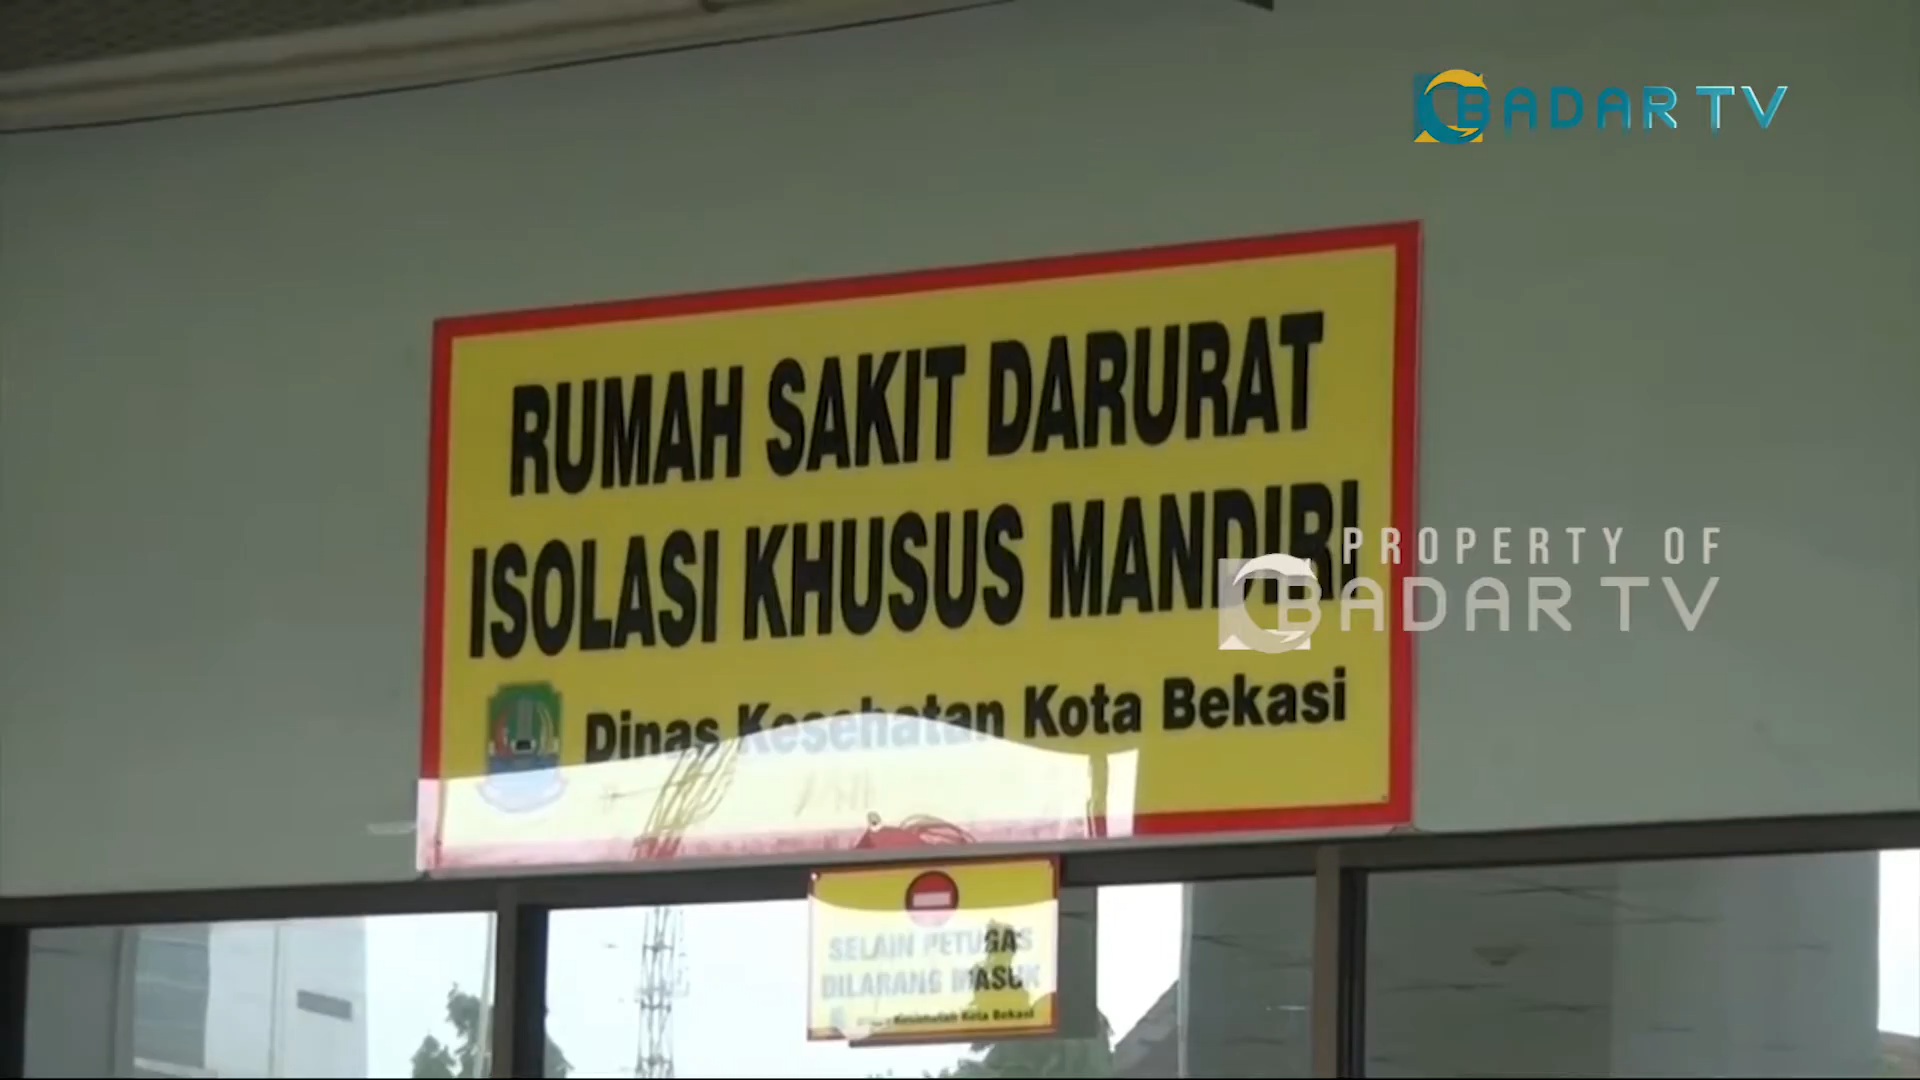 BADAR TV
RUMAH SAKIT DARURAT
ISOLASI KHUSUS MANDIRI
Dinas Kesehatan Kota Bekasi
PROPERTY OF
BADAR TV
SELAIN PETUGAS
DILARANG MASUK
Dinas Kesehatan Kota Bekasi